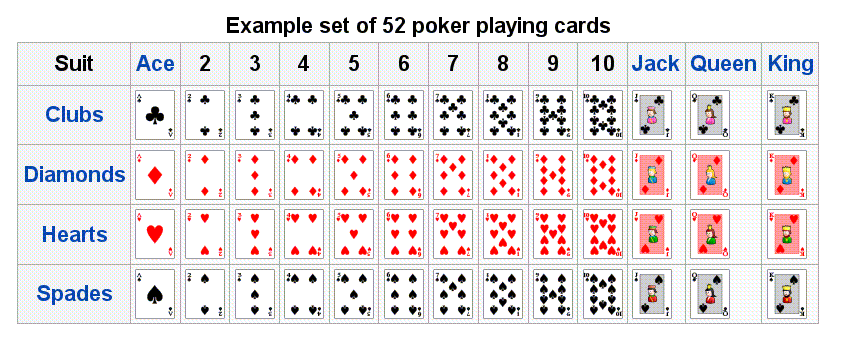 Example set of 52 poker playing cards
Suit Ace 2 3 4 5 6 7 8 9 10 Jack Queen King
Clubs
Diamonds
Hearts
Spades